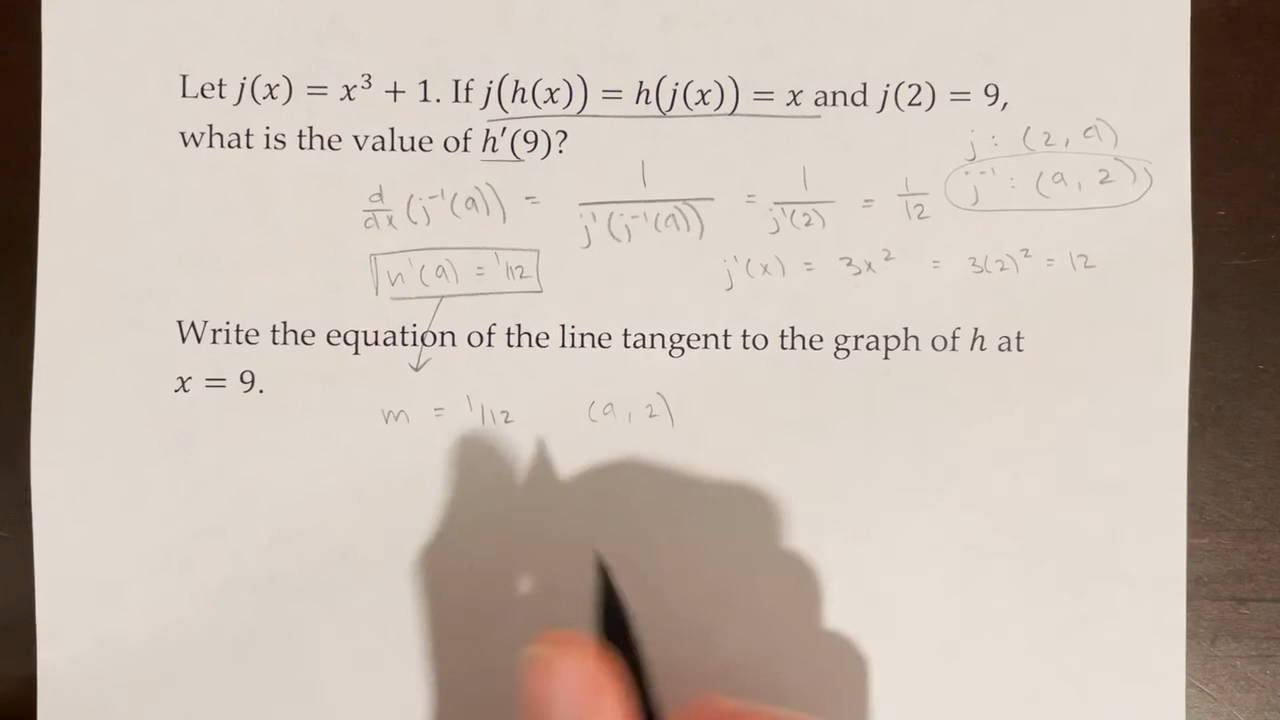 Let j(x) = x³ + 1. If j(h(x)) = h(j(x)) = x and j(2) = 9,
what is the value of h′(9)?
j : (2, 9)
d/dx (j⁻¹(9)) = 1/(j'(j⁻¹(9))) = 1/(j'(2)) = 1/12
j⁻¹ : (9, 2)
h'(9) = 1/12
j'(x) = 3x² = 3(2)² = 12
Write the equation of the line tangent to the graph of h at
x = 9.
m = 1/12 (9, 2)